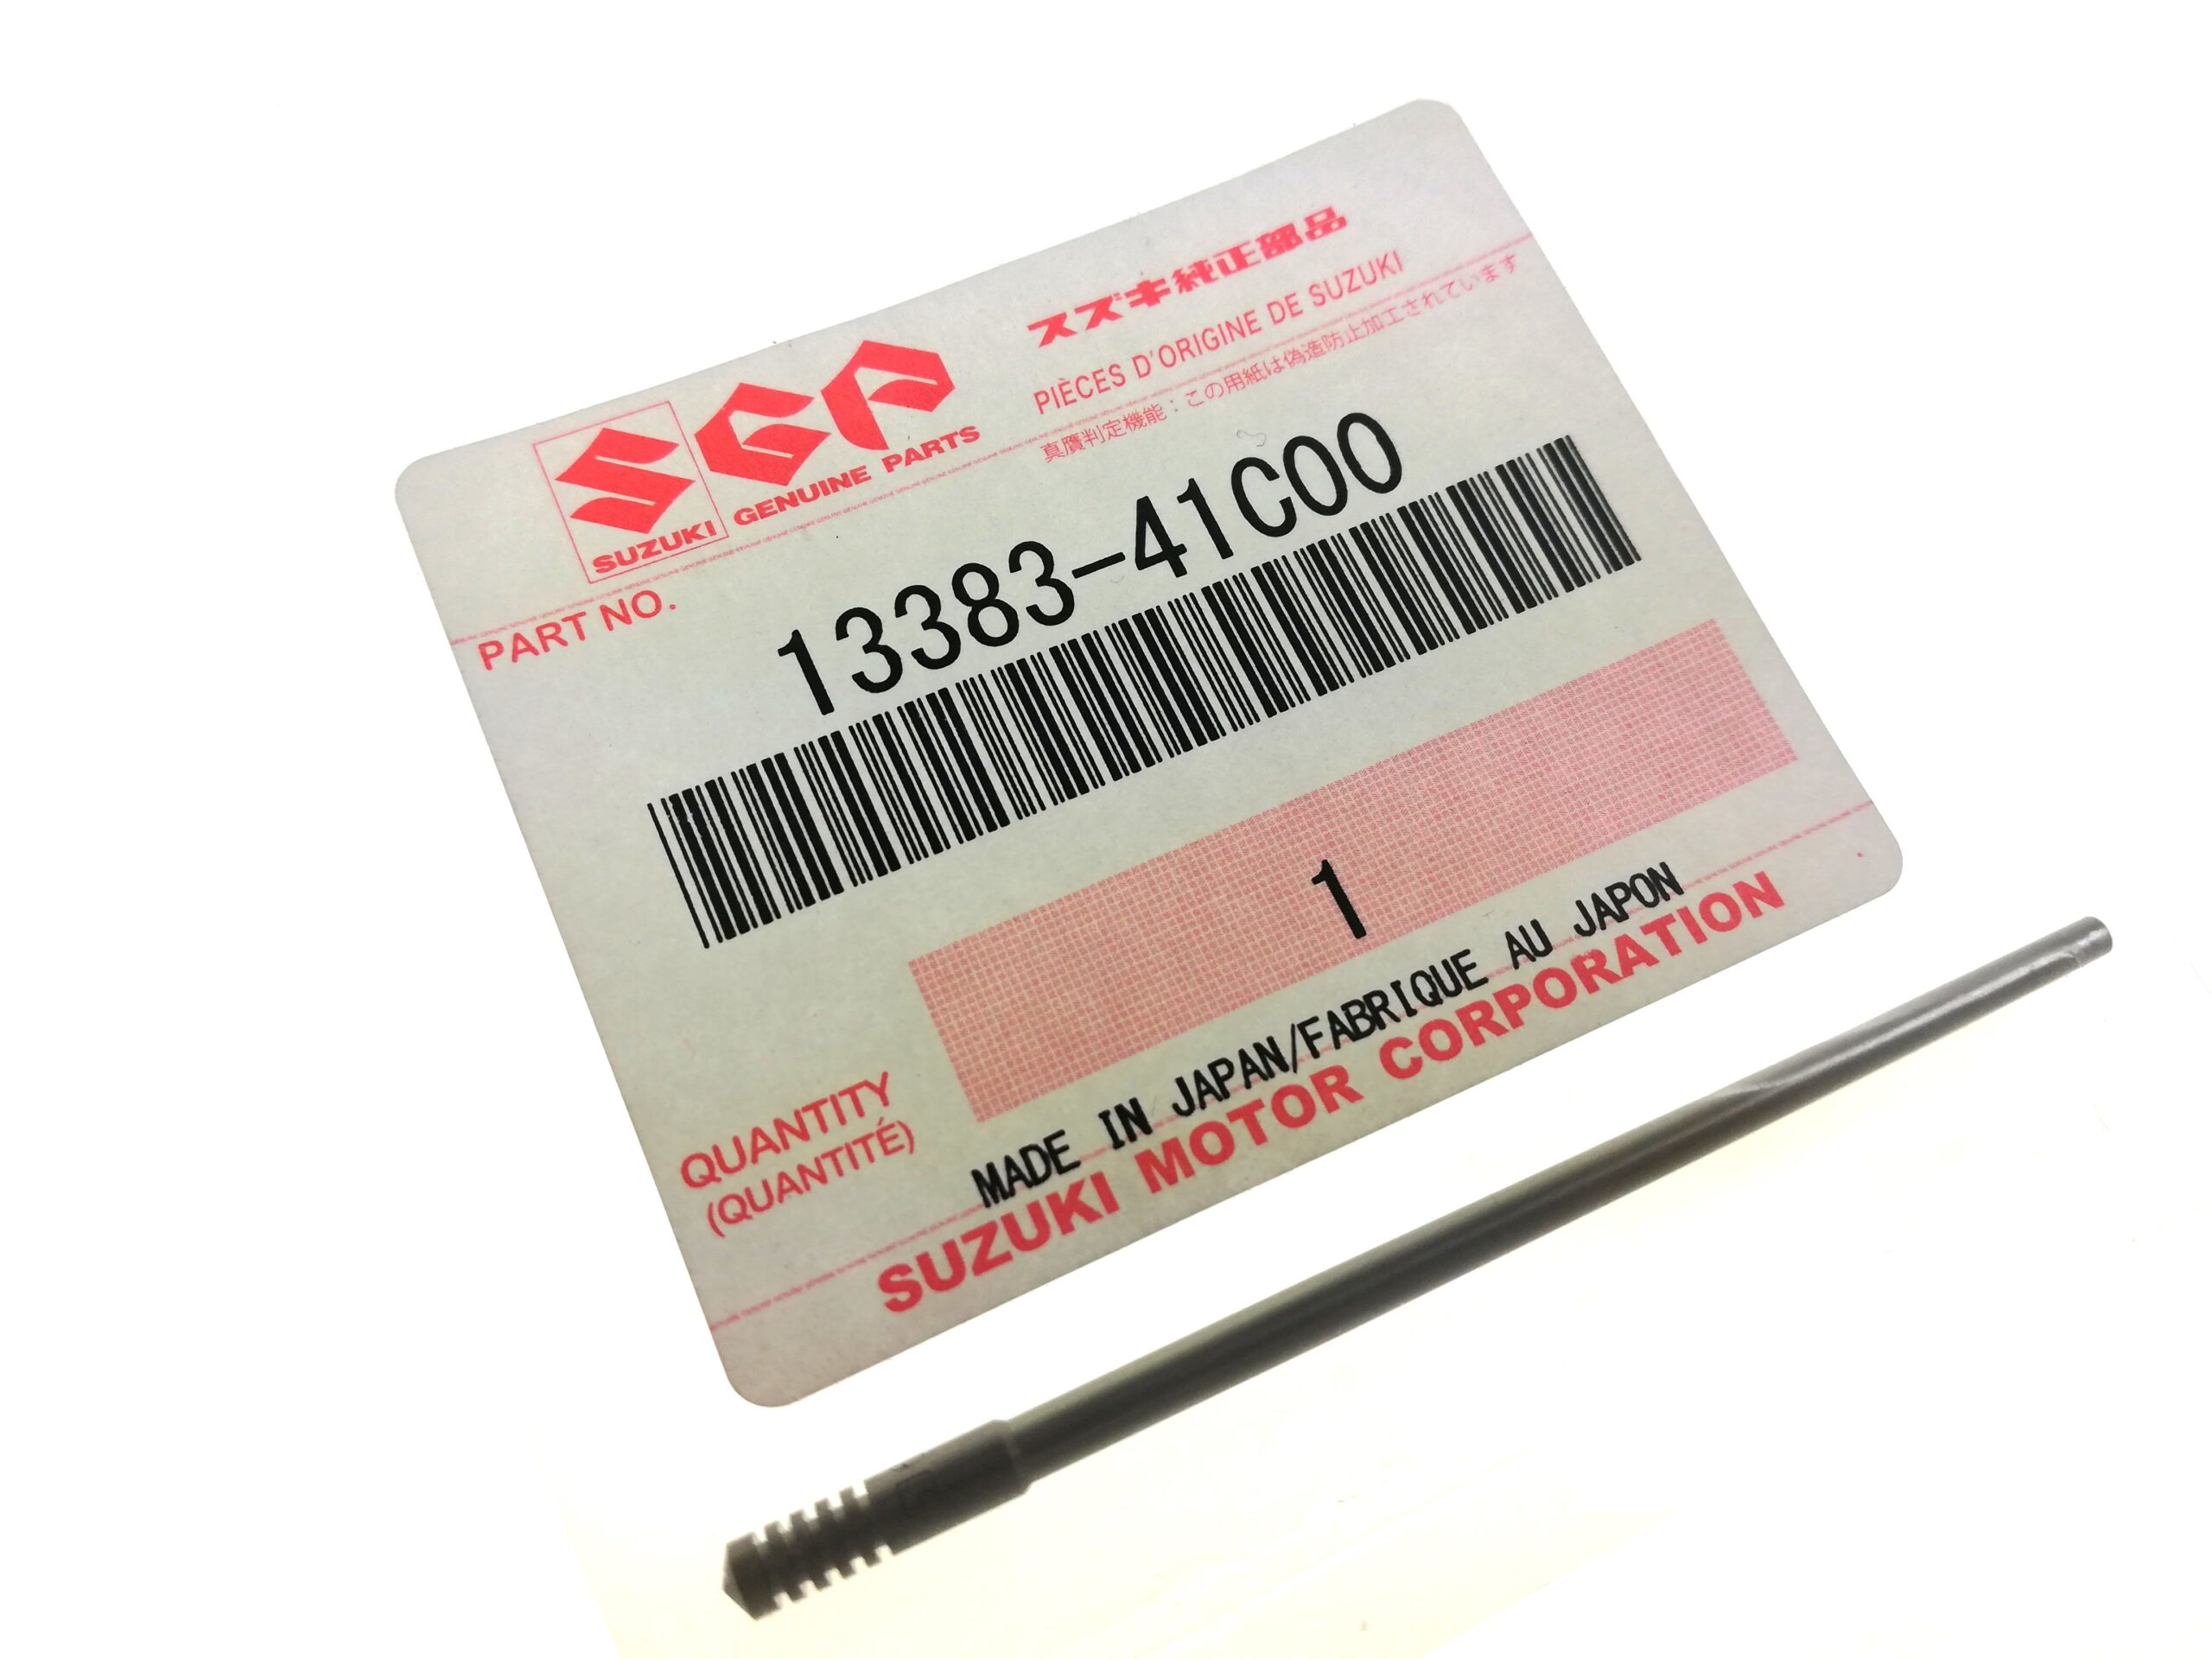 スズキ純正部品
SGP
PIÈCES D'ORIGINE DE SUZUKI
SUZUKI
GENUINE PARTS
真贋判定機能：この用紙は偽造防止加工されています
PART NO.
13383-41C00
1
QUANTITY
(QUANTITÉ)
MADE IN JAPAN/FABRIQUE AU JAPON
SUZUKI MOTOR CORPORATION